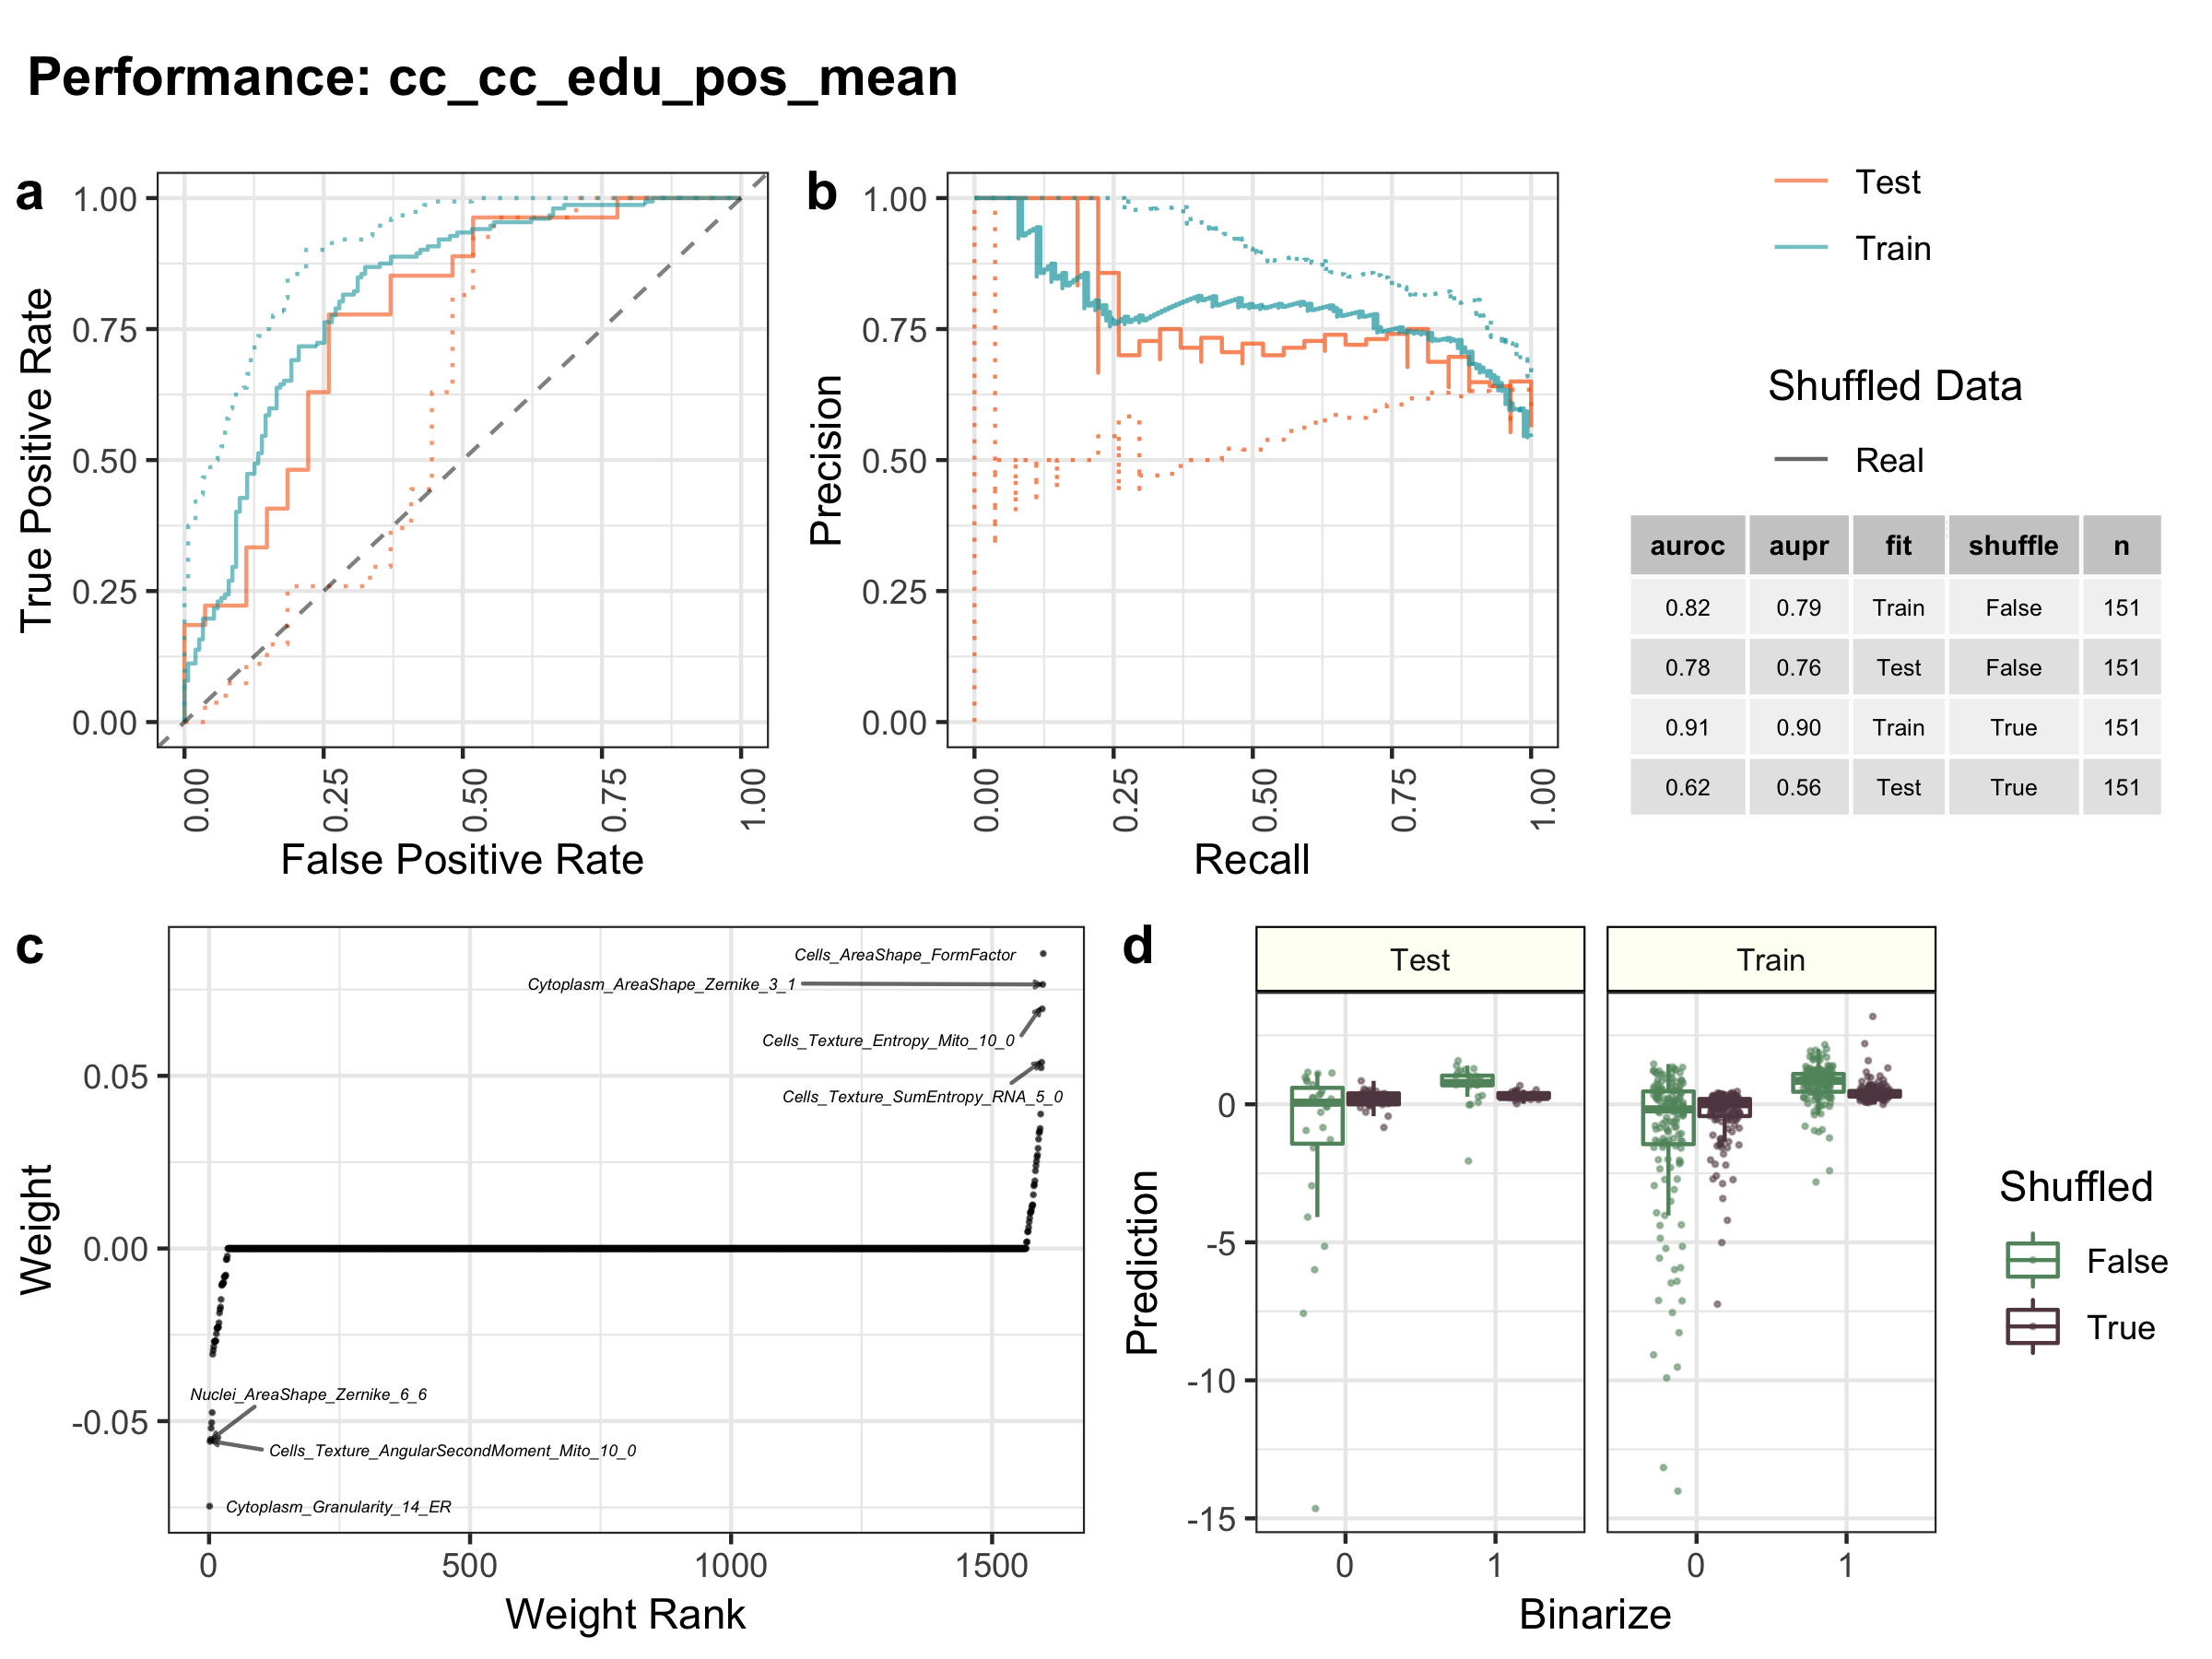 Performance: cc_cc_edu_pos_mean
a
1.00
0.75
0.50
0.25
0.00
True Positive Rate
0.00
0.25
0.50
0.75
1.00
False Positive Rate
b
1.00
0.75
0.50
0.25
0.00
Precision
0.00
0.25
0.50
0.75
1.00
Recall
Test
Train
Shuffled Data
Real
auroc aupr fit shuffle n
0.82 0.79 Train False 151
0.78 0.76 Test False 151
0.91 0.90 Train True 151
0.62 0.56 Test True 151
c
Cells_AreaShape_FormFactor
Cytoplasm_AreaShape_Zernike_3_1
Cells_Texture_Entropy_Mito_10_0
Cells_Texture_SumEntropy_RNA_5_0
Nuclei_AreaShape_Zernike_6_6
Cells_Texture_AngularSecondMoment_Mito_10_0
Cytoplasm_Granularity_14_ER
0.05
0.00
-0.05
Weight
0
500
1000
1500
Weight Rank
d
Test
Train
0
-5
-10
-15
Prediction
0
1
0
1
Binarize
Shuffled
False
True